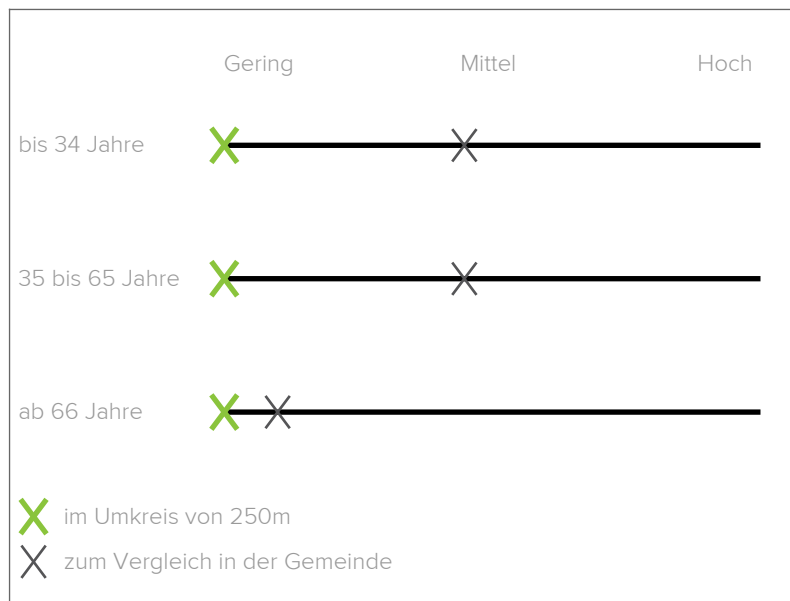 Gering Mittel Hoch
bis 34 Jahre
35 bis 65 Jahre
ab 66 Jahre
im Umkreis von 250m
zum Vergleich in der Gemeinde